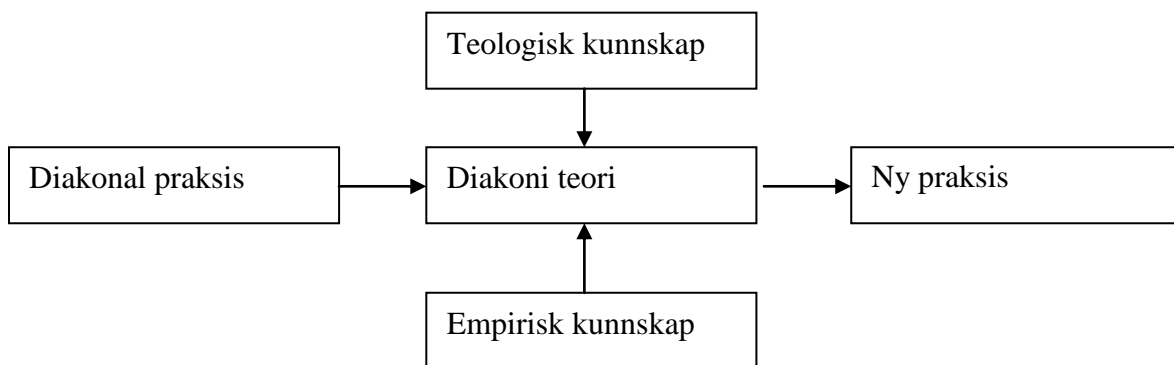 Teologisk kunnskap
Diakonal praksis
Diakoni teori
Ny praksis
Empirisk kunnskap